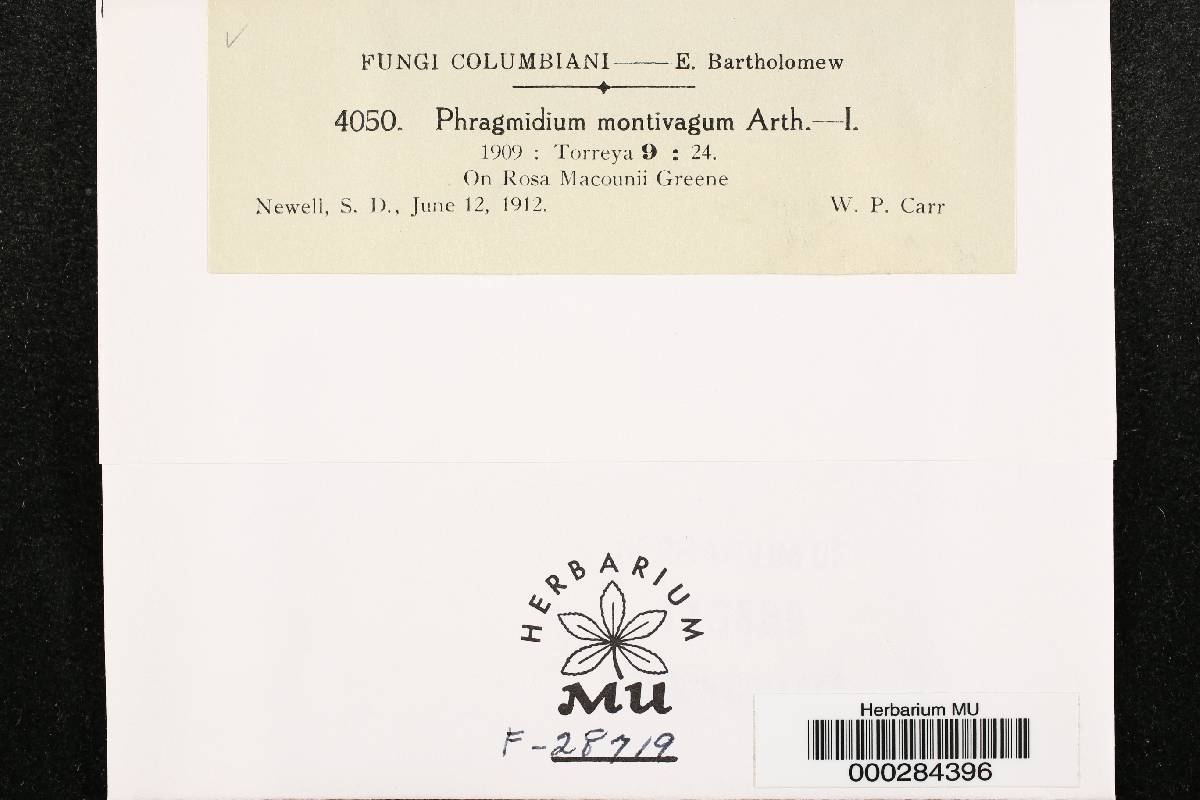 FUNGI COLUMBIANI—— E. Bartholomew
4050. Phragmidium montivagum Arth.—I.
1909 : Torreya 9 : 24.
On Rosa Macounii Greene
Newell, S. D., June 12, 1912. W. P. Carr
HERBARIUM
MU
F-28719
Herbarium MU
000284396